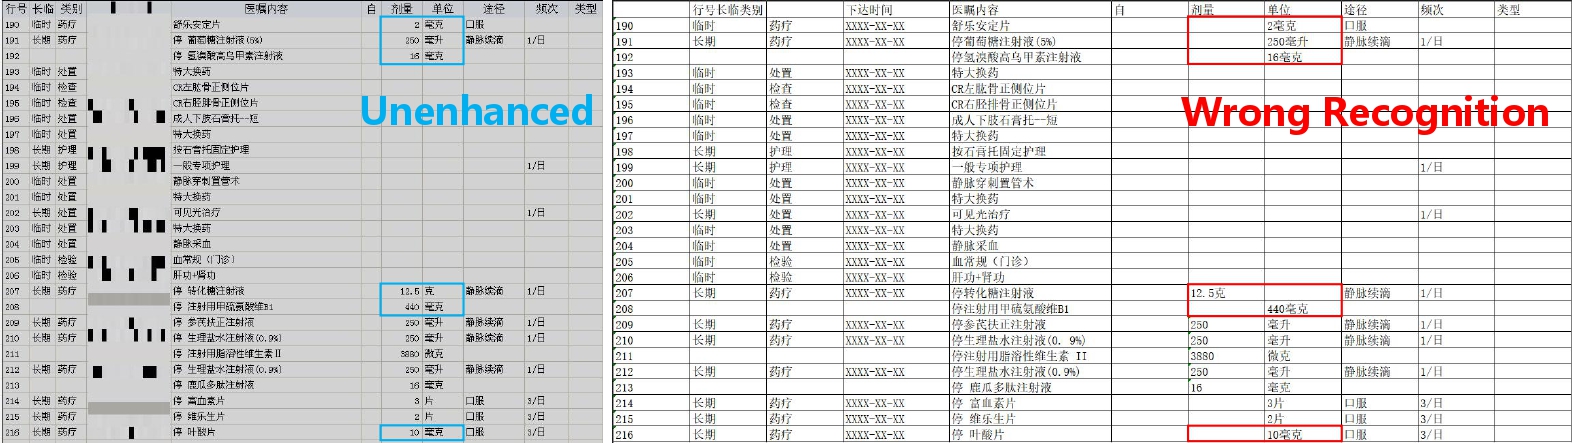 行号 长临 类别 医嘱内容 自 剂量 单位 途径 频次 类型
190 临时 药疗 舒乐安定片 2 毫克 口服
191 长期 药疗 停 葡萄糖注射液(5%) 250 毫升 静脉续滴 1/日
192 停 氢溴酸高乌甲素注射液 16 毫克
193 临时 处置 特大换药
194 临时 检查 CR左肱骨正侧位片
195 临时 检查 CR右胫腓骨正侧位片
196 临时 处置 成人下肢石膏托--短
197 临时 处置 特大换药
198 长期 护理 按石膏托固定护理
199 长期 护理 一般专项护理 1/日
200 临时 处置 静脉穿刺置管术
201 临时 处置 特大换药
202 长期 处置 可见光治疗 1/日
203 临时 处置 特大换药
204 临时 处置 静脉采血
205 临时 检验 血常规（门诊）
206 临时 检验 肝功+肾功
207 长期 药疗 停 转化糖注射液 12.5 克 静脉续滴 1/日
208 停 注射用甲硫氨酸维B1 440 毫克
209 长期 药疗 停 参芪扶正注射液 250 毫升 静脉续滴 1/日
210 长期 药疗 停 生理盐水注射液(0.9%) 250 毫升 静脉续滴 1/日
211 停 注射用脂溶性维生素Ⅱ 3880 微克
212 长期 药疗 停 生理盐水注射液(0.9%) 250 毫升 静脉续滴 1/日
213 停 鹿瓜多肽注射液 16 毫克
214 长期 药疗 停 富血素片 3 片 口服 3/日
215 长期 药疗 停 维乐生片 2 片 口服 3/日
216 长期 药疗 停 叶酸片 10 毫克 口服 3/日
Unenhanced
行号长临类别 下达时间 医嘱内容 自 剂量 单位 途径 频次 类型
190 临时 药疗 XXXX-XX-XX 舒乐安定片 2毫克 口服
191 长期 药疗 XXXX-XX-XX 停葡萄糖注射液(5%) 250毫升 静脉续滴 1/日
192 停氢溴酸高乌甲素注射液 16毫克
193 临时 处置 XXXX-XX-XX 特大换药
194 临时 检查 XXXX-XX-XX CR左肱骨正侧位片
195 临时 检查 XXXX-XX-XX CR右胫排骨正侧位片
196 临时 处置 XXXX-XX-XX 成人下肢石膏托--短
197 临时 处置 XXXX-XX-XX 特大换药
198 长期 护理 XXXX-XX-XX 按石膏托固定护理
199 长期 护理 XXXX-XX-XX 一般专项护理 1/日
200 临时 处置 XXXX-XX-XX 静脉穿刺置管术
201 临时 处置 XXXX-XX-XX 特大换药
202 长期 处置 XXXX-XX-XX 可见光治疗 1/日
203 临时 处置 XXXX-XX-XX 特大换药
204 临时 处置 XXXX-XX-XX 静脉采血
205 临时 检验 XXXX-XX-XX 血常规（门诊）
206 临时 检验 XXXX-XX-XX 肝功+肾功
207 长期 药疗 XXXX-XX-XX 停转化糖注射液 12.5克 静脉续滴 1/日
208 停注射用甲硫氨酸维B1 440毫克
209 长期 药疗 XXXX-XX-XX 停参芪扶正注射液 250 毫升 静脉续滴 1/日
210 长期 药疗 XXXX-XX-XX 停生理盐水注射液(0. 9%) 250 毫升 静脉续滴 1/日
211 停注射用脂溶性维生素 II 3880 微克
212 长期 药疗 XXXX-XX-XX 停生理盐水注射液(0.9%) 250 毫升 静脉续滴 1/日
213 停 鹿瓜多肽注射液 16 毫克
214 长期 药疗 XXXX-XX-XX 停 富血素片 3片 口服 3/日
215 长期 药疗 XXXX-XX-XX 停 维乐生片 2片 口服 3/日
216 长期 药疗 XXXX-XX-XX 停 叶酸片 10毫克 口服 3/日
Wrong Recognition